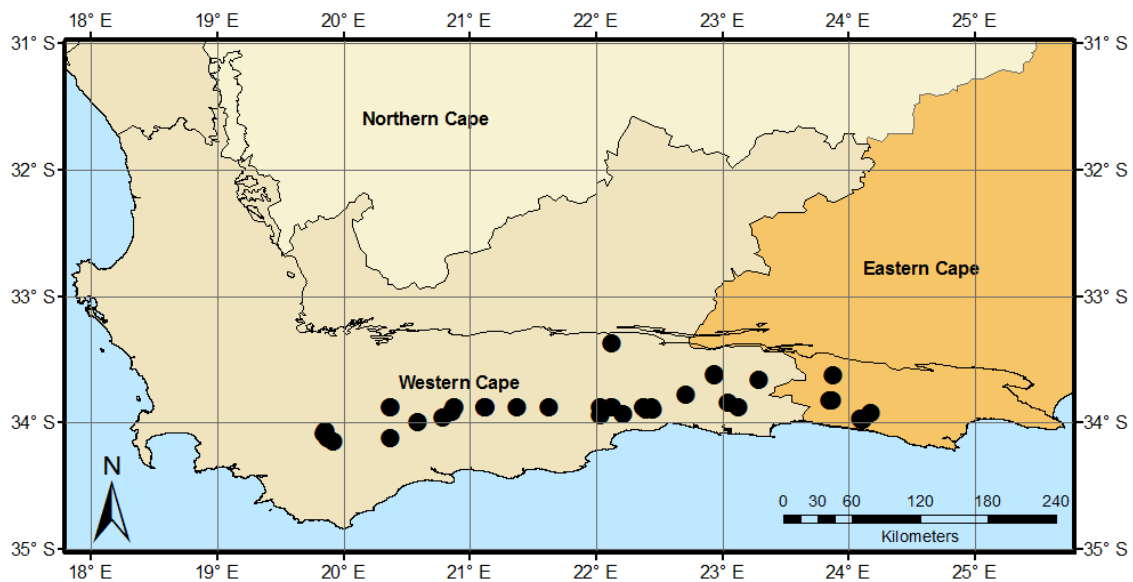 18° E 19° E 20° E 21° E 22° E 23° E 24° E 25° E
31° S 31° S
Northern Cape
32° S 32° S
Eastern Cape
33° S 33° S
Western Cape
34° S 34° S
N
0 30 60 120 180 240
Kilometers
35° S 35° S
18° E 19° E 20° E 21° E 22° E 23° E 24° E 25° E